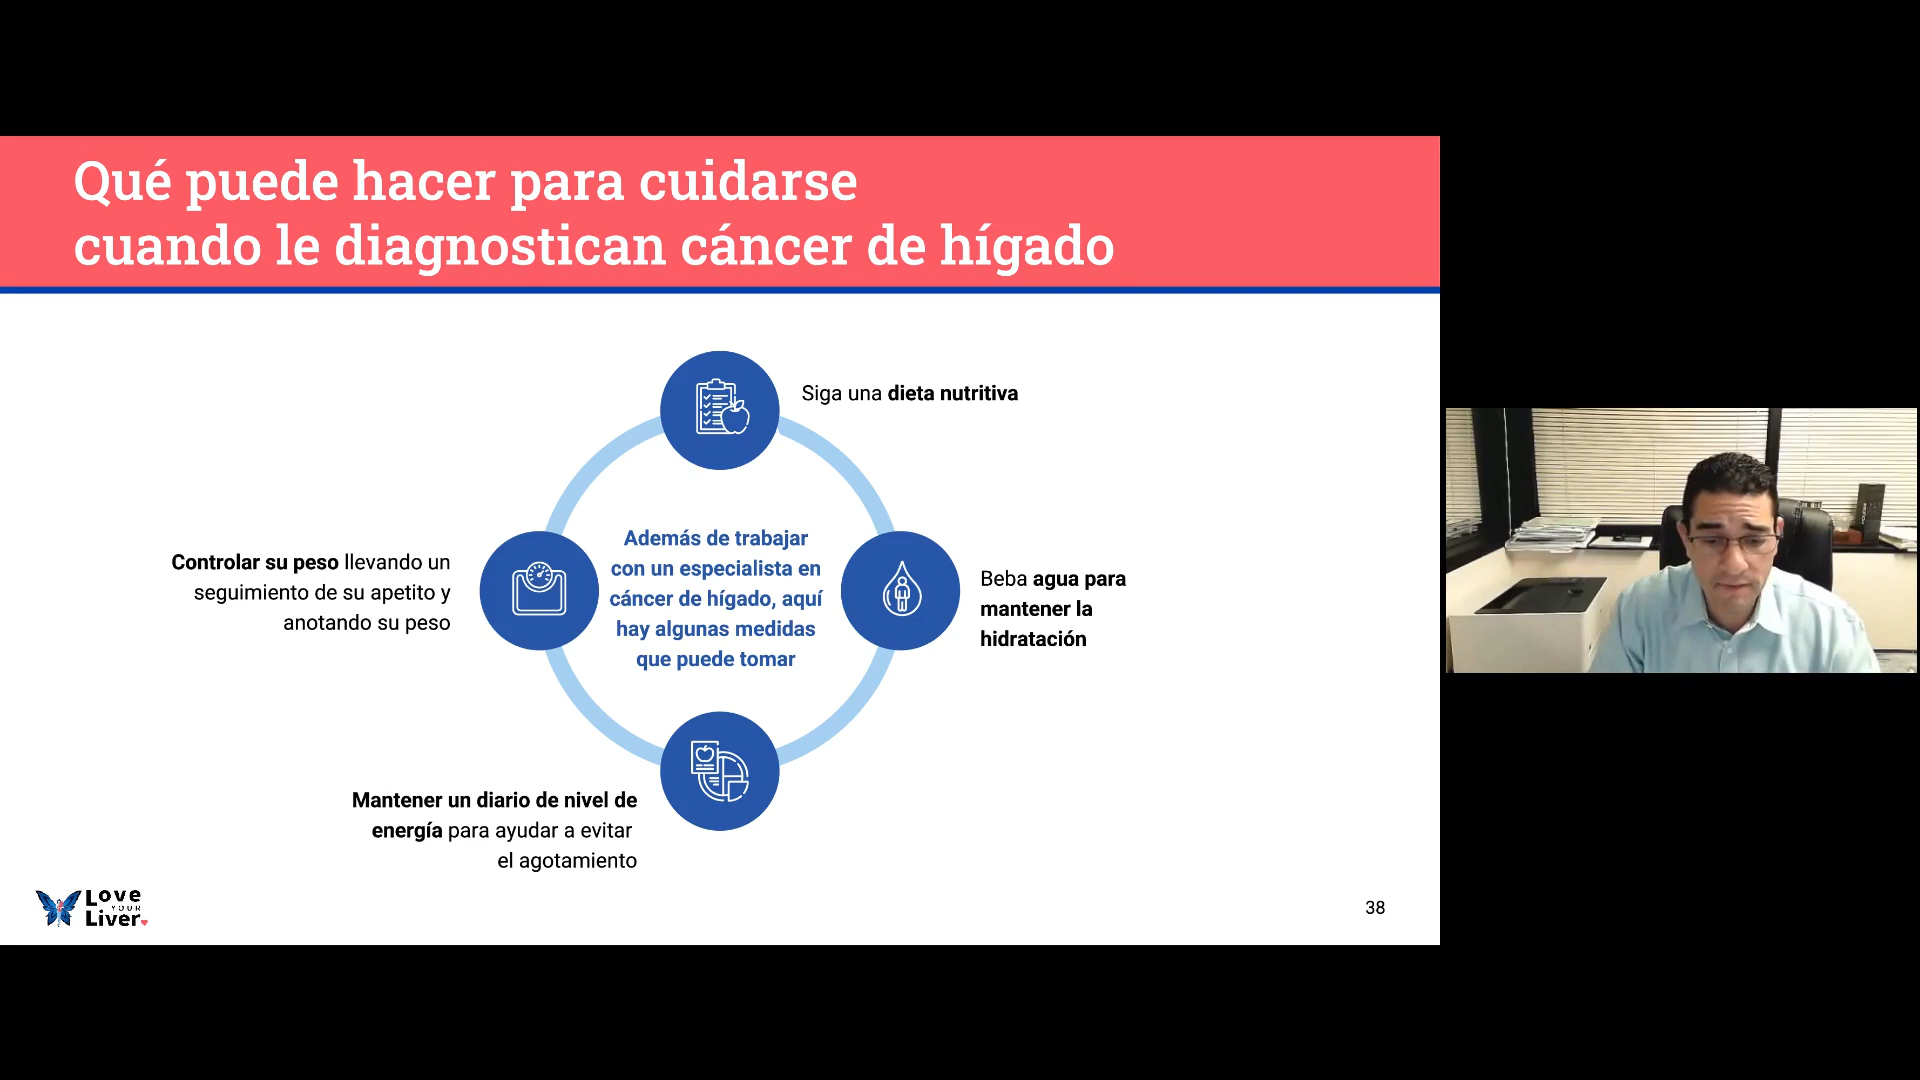 Qué puede hacer para cuidarse
cuando le diagnostican cáncer de hígado
Siga una dieta nutritiva
Además de trabajar
con un especialista en
cáncer de hígado, aquí
hay algunas medidas
que puede tomar
Controlar su peso llevando un
seguimiento de su apetito y
anotando su peso
Beba agua para
mantener la
hidratación
Mantener un diario de nivel de
energía para ayudar a evitar
el agotamiento
Love
YOUR
Liver
38